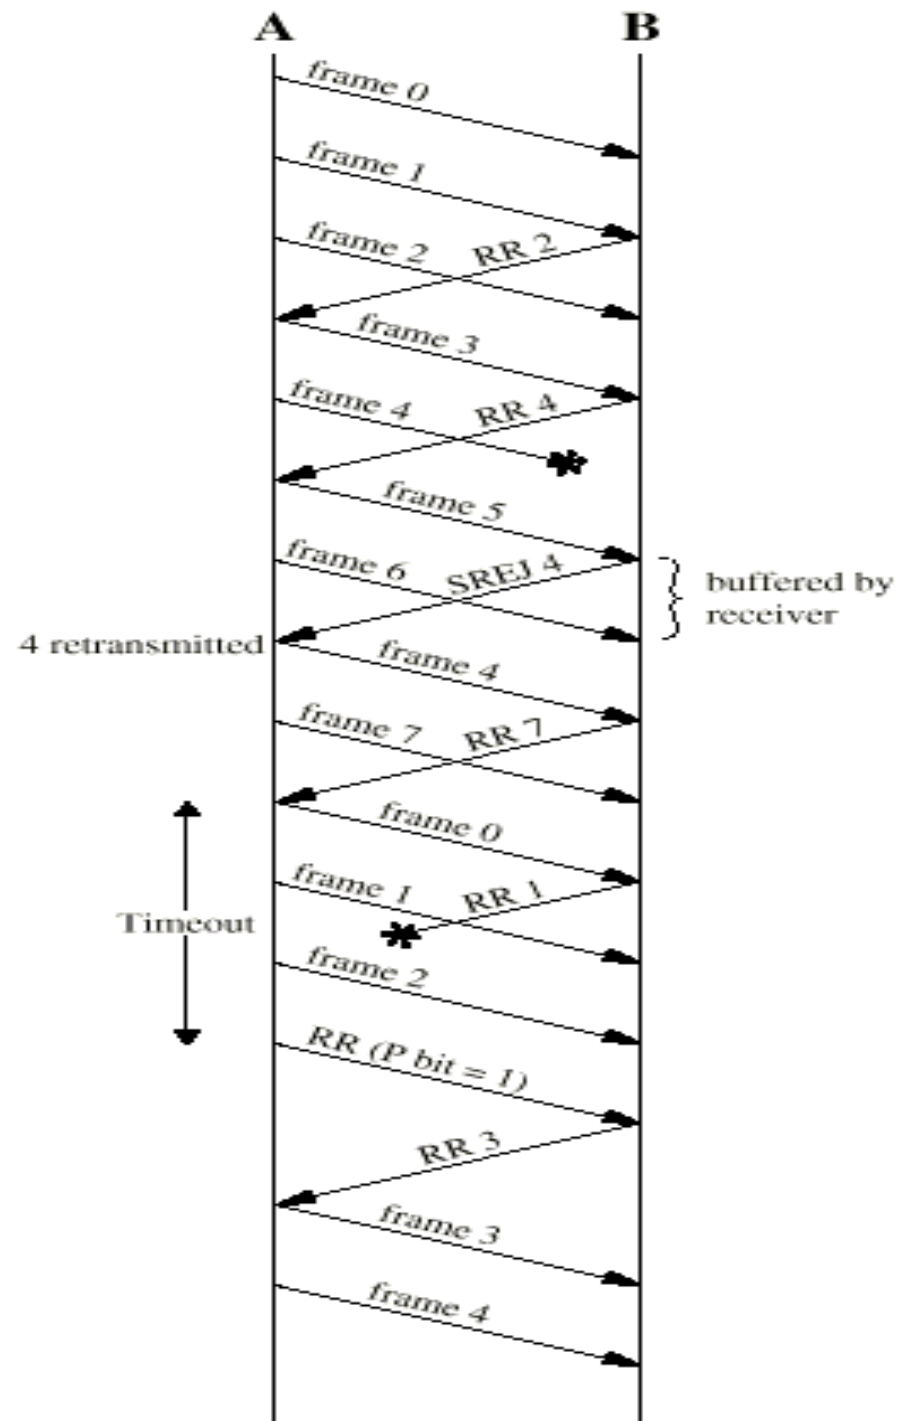 A
B
frame 0
frame 1
frame 2
RR 2
frame 3
frame 4
RR 4
frame 5
frame 6
SREJ 4
buffered by
receiver
4 retransmitted
frame 4
frame 7
RR 7
frame 0
frame 1
RR 1
Timeout
frame 2
RR (P bit = 1)
RR 3
frame 3
frame 4